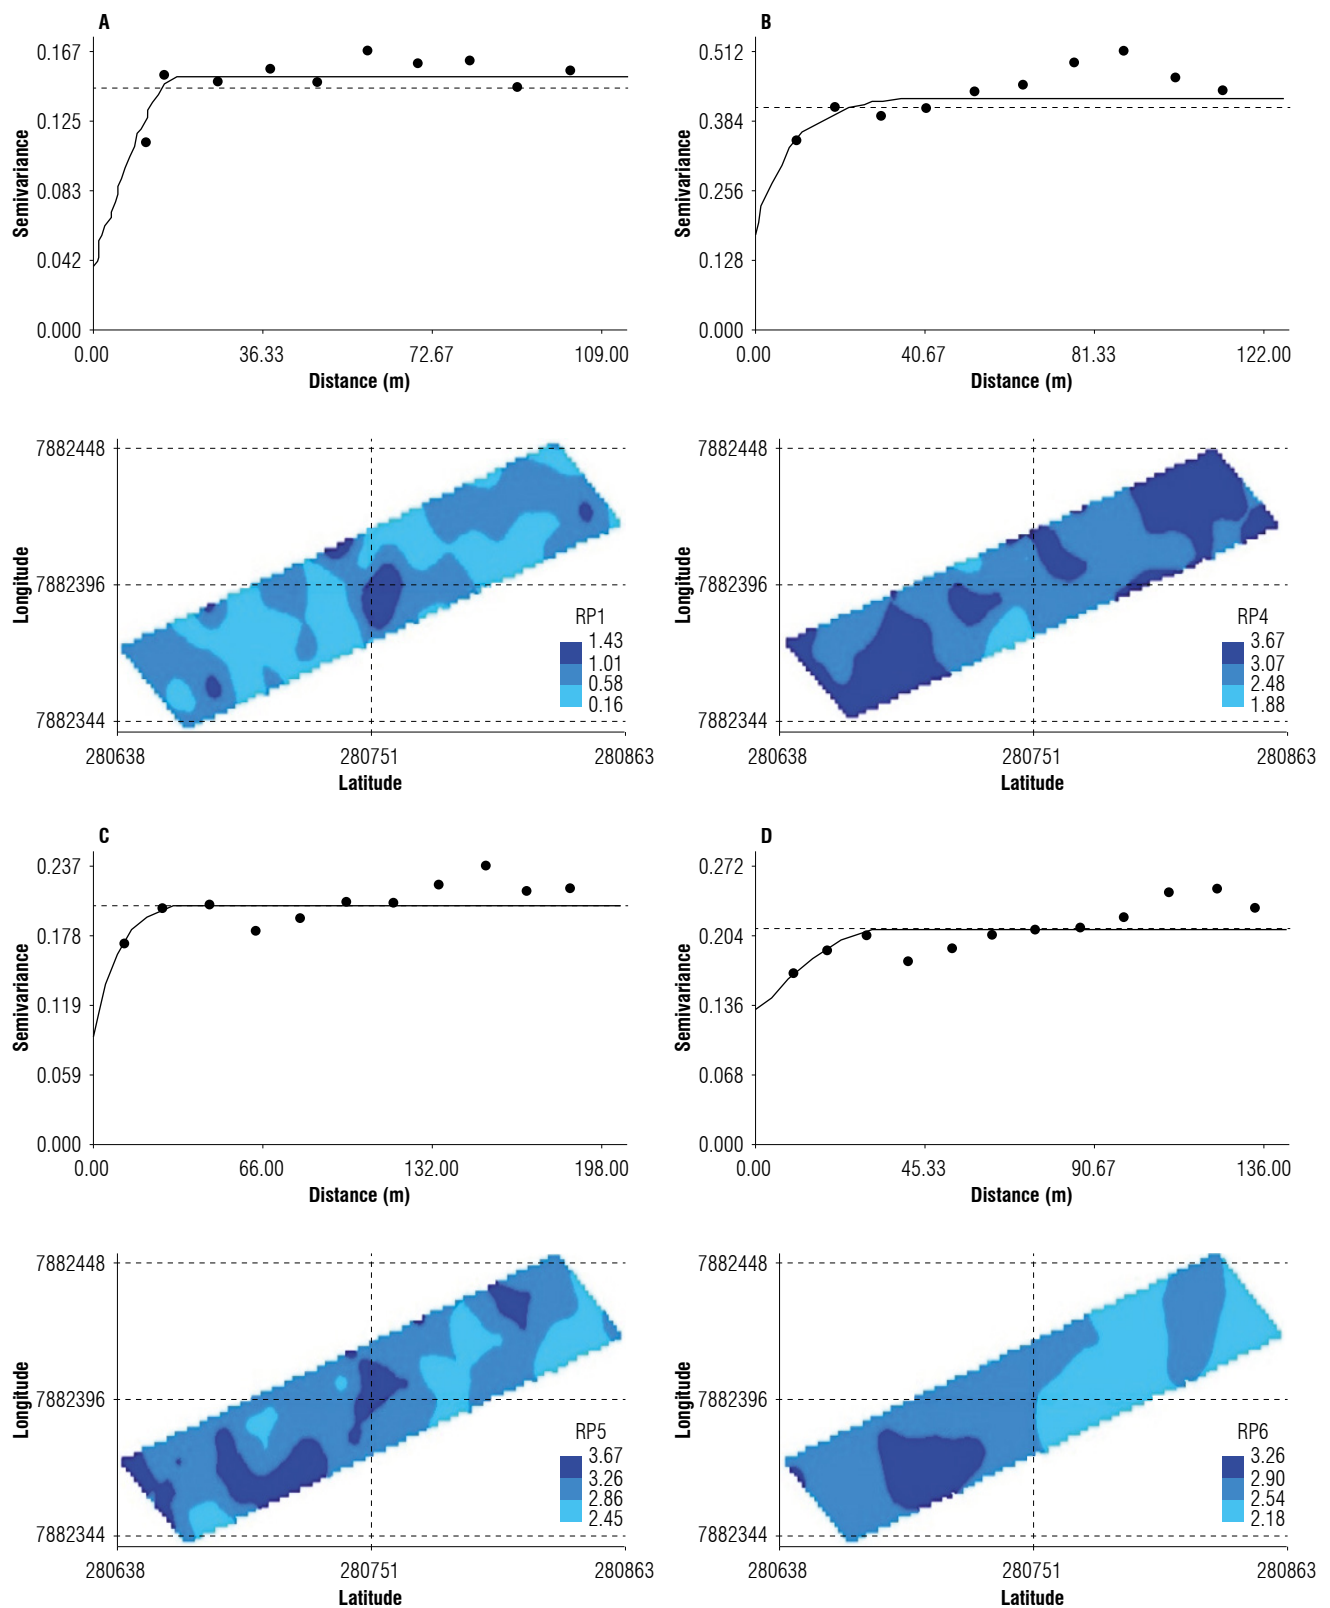 A
0.167
0.125
0.083
0.042
0.000
Semivariance
0.00 36.33 72.67 109.00
Distance (m)
B
0.512
0.384
0.256
0.128
0.000
Semivariance
0.00 40.67 81.33 122.00
Distance (m)
7882448
7882396
7882344
Longitude
RP1
1.43
1.01
0.58
0.16
280638 280751 280863
Latitude
7882448
7882396
7882344
Longitude
RP4
3.67
3.07
2.48
1.88
280638 280751 280863
Latitude
C
0.237
0.178
0.119
0.059
0.000
Semivariance
0.00 66.00 132.00 198.00
Distance (m)
D
0.272
0.204
0.136
0.068
0.000
Semivariance
0.00 45.33 90.67 136.00
Distance (m)
7882448
7882396
7882344
Longitude
RP5
3.67
3.26
2.86
2.45
280638 280751 280863
Latitude
7882448
7882396
7882344
Longitude
RP6
3.26
2.90
2.54
2.18
280638 280751 280863
Latitude